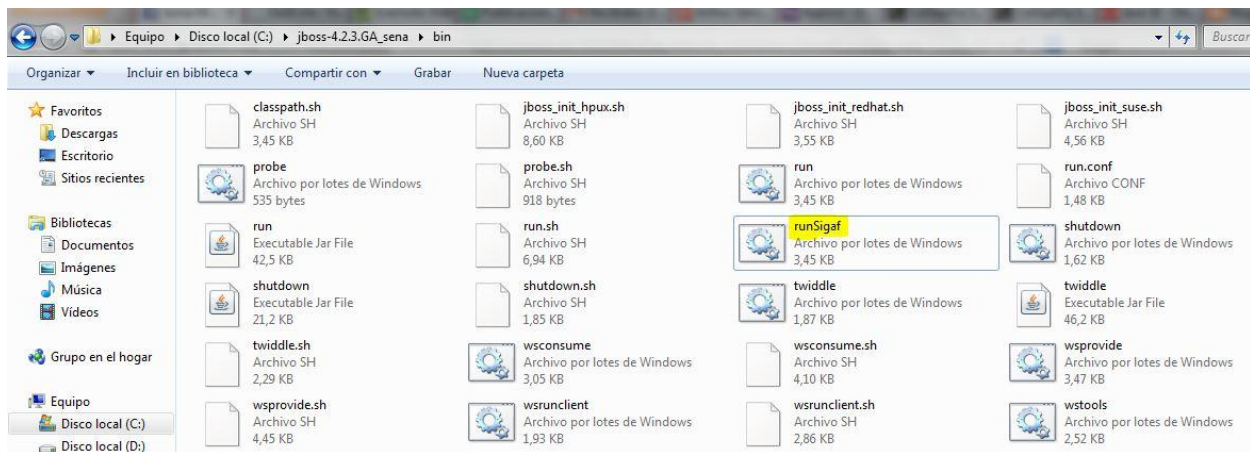 Equipo ▸ Disco local (C:) ▸ jboss-4.2.3.GA_sena ▸ bin
Buscar
Organizar Incluir en biblioteca Compartir con Grabar Nueva carpeta
Favoritos
Descargas
Escritorio
Sitios recientes
Bibliotecas
Documentos
Imágenes
Música
Vídeos
Grupo en el hogar
Equipo
Disco local (C:)
Disco local (D:)
classpath.sh
Archivo SH
3,45 KB
jboss_init_hpux.sh
Archivo SH
8,60 KB
jboss_init_redhat.sh
Archivo SH
3,55 KB
jboss_init_suse.sh
Archivo SH
4,56 KB
probe
Archivo por lotes de Windows
535 bytes
probe.sh
Archivo SH
918 bytes
run
Archivo por lotes de Windows
3,45 KB
run.conf
Archivo CONF
1,48 KB
run
Executable Jar File
42,5 KB
run.sh
Archivo SH
6,94 KB
runSigaf
Archivo por lotes de Windows
3,45 KB
shutdown
Archivo por lotes de Windows
1,62 KB
shutdown
Executable Jar File
21,2 KB
shutdown.sh
Archivo SH
1,85 KB
twiddle
Archivo por lotes de Windows
1,87 KB
twiddle
Executable Jar File
46,2 KB
twiddle.sh
Archivo SH
2,29 KB
wsconsume
Archivo por lotes de Windows
3,05 KB
wsconsume.sh
Archivo SH
4,10 KB
wsprovide
Archivo por lotes de Windows
3,47 KB
wsprovide.sh
Archivo SH
4,45 KB
wsrunclient
Archivo por lotes de Windows
1,93 KB
wsrunclient.sh
Archivo SH
2,86 KB
wstools
Archivo por lotes de Windows
2,52 KB